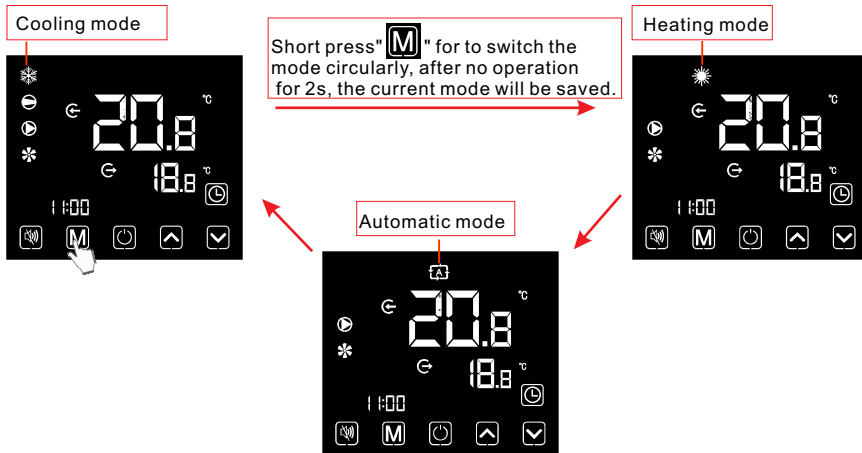 Cooling mode
Short press" M " for to switch the
mode circularly, after no operation
for 2s, the current mode will be saved.
Heating mode
20.8 °C
18.8 °C
11:00
M
20.8 °C
18.8 °C
11:00
M
Automatic mode
A
20.8 °C
18.8 °C
11:00
M